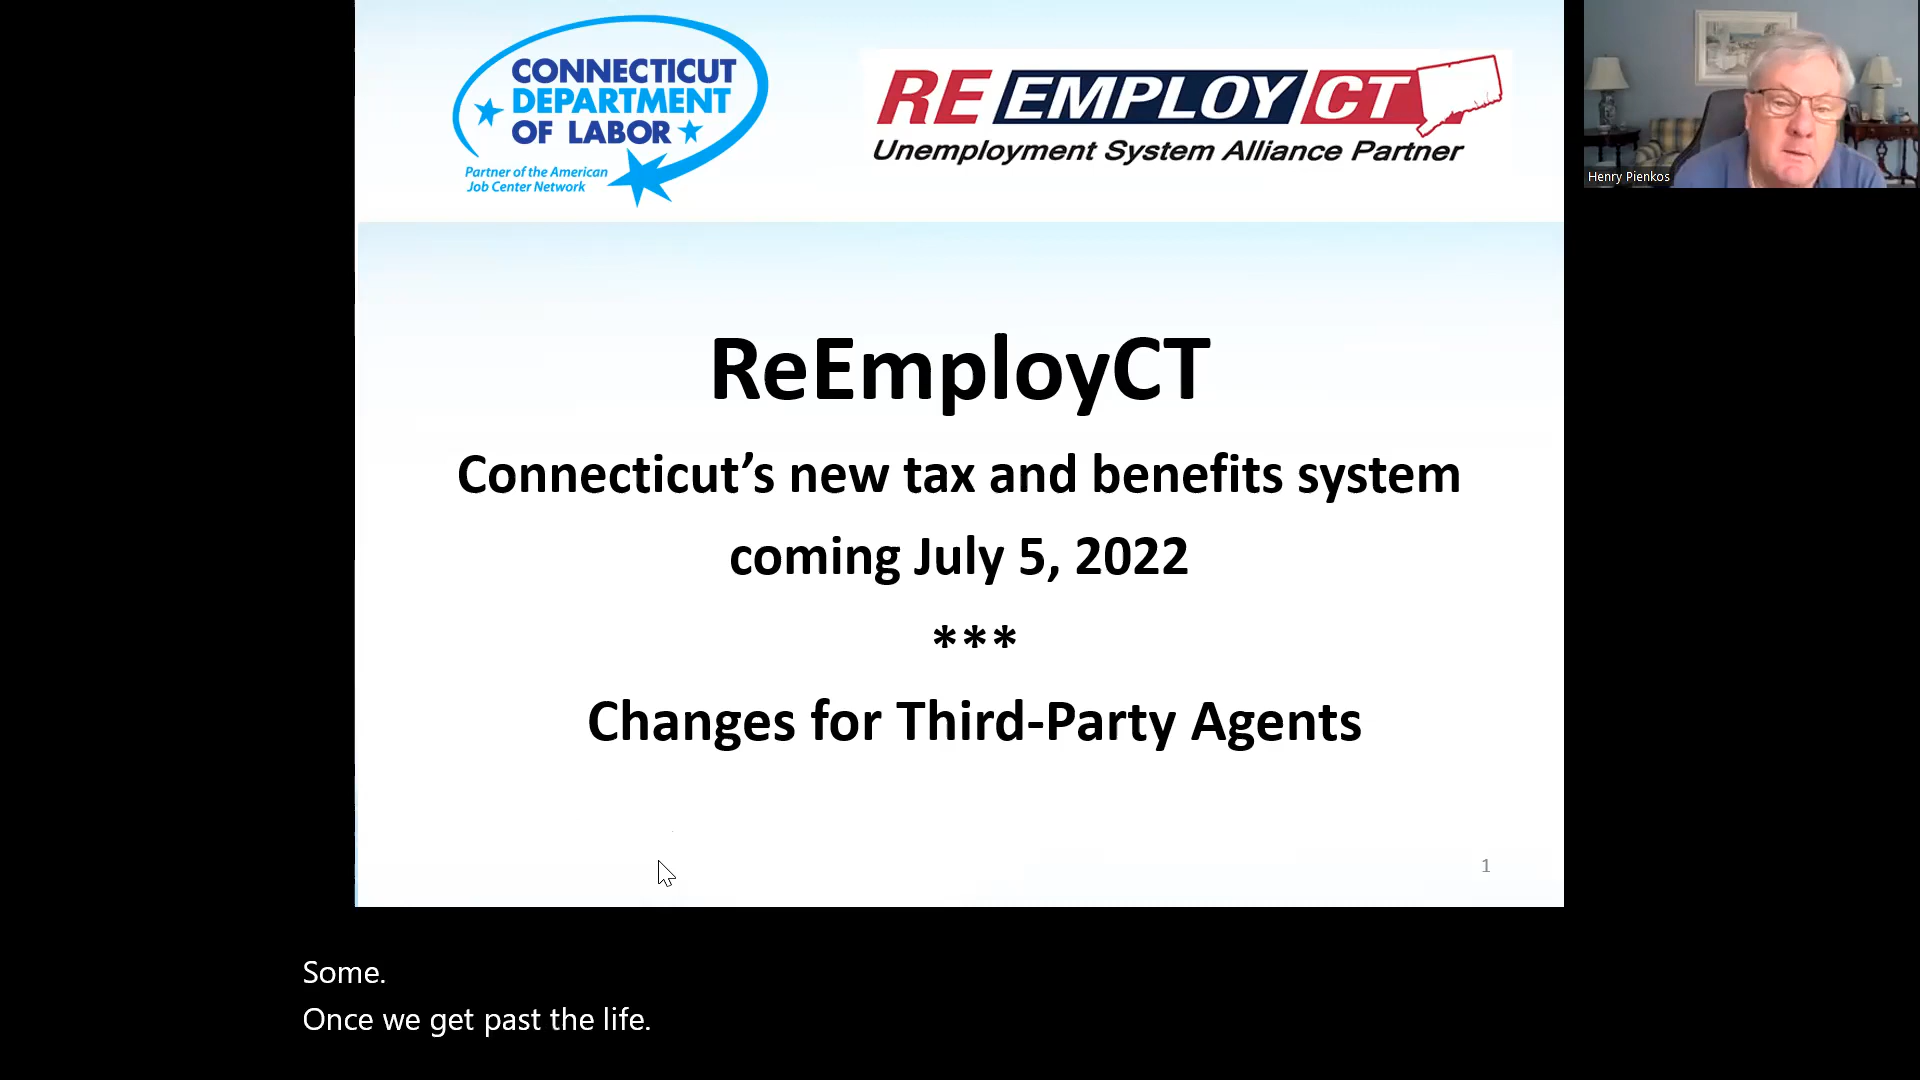 CONNECTICUT
DEPARTMENT
OF LABOR
Partner of the American
Job Center Network
RE EMPLOY CT
Unemployment System Alliance Partner
Henry Pienkos
ReEmployCT
Connecticut’s new tax and benefits system
coming July 5, 2022
***
Changes for Third-Party Agents
1
Some.
Once we get past the life.